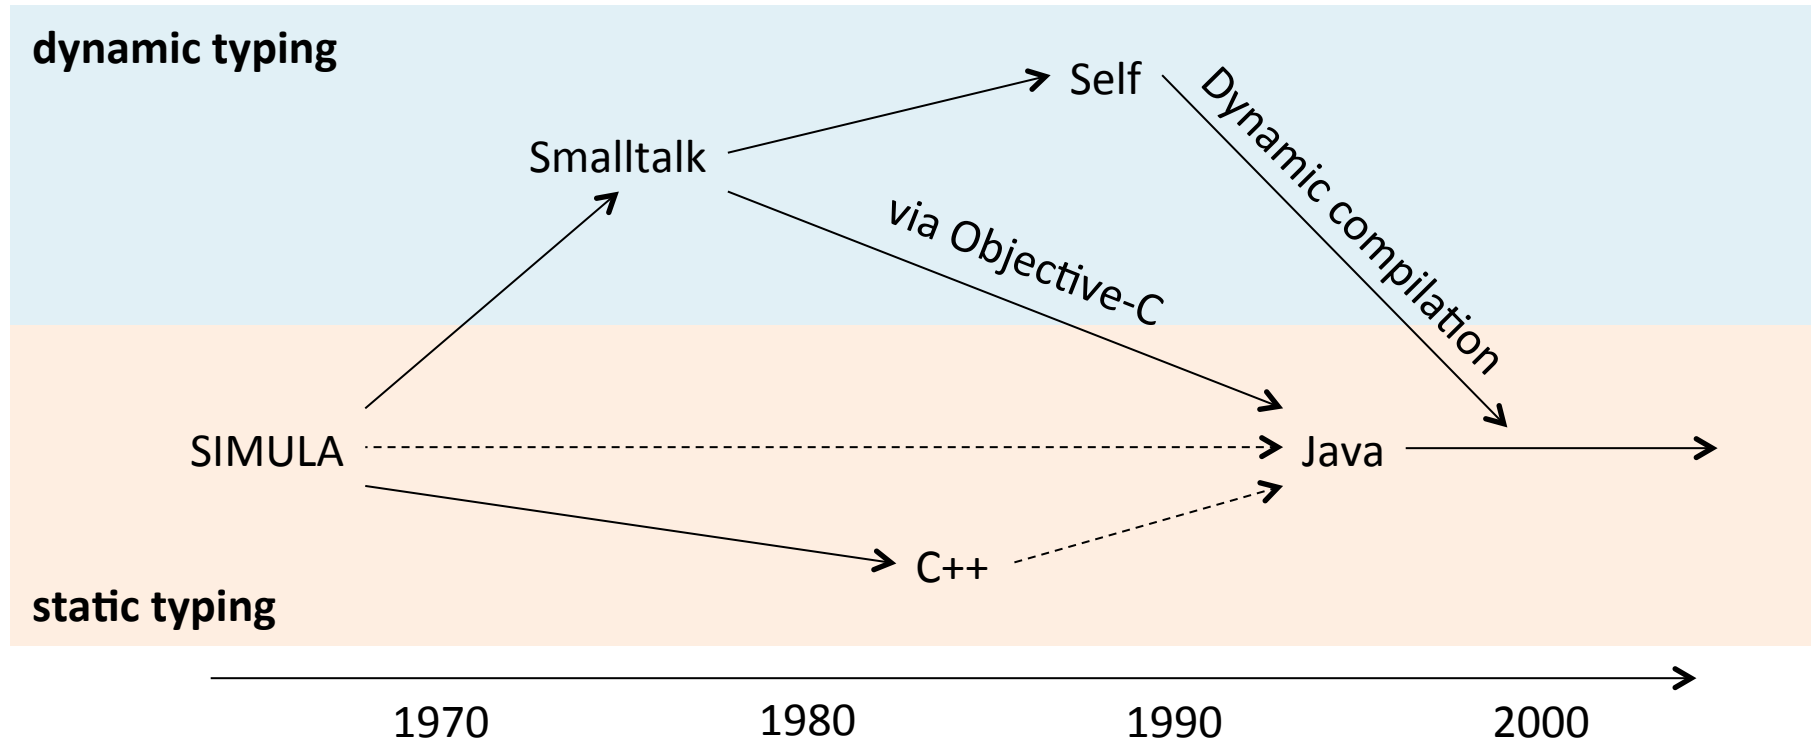 dynamic typing
Self
Dynamic compilation
Smalltalk
via Objective-C
SIMULA
Java
C++
static typing
1970
1980
1990
2000